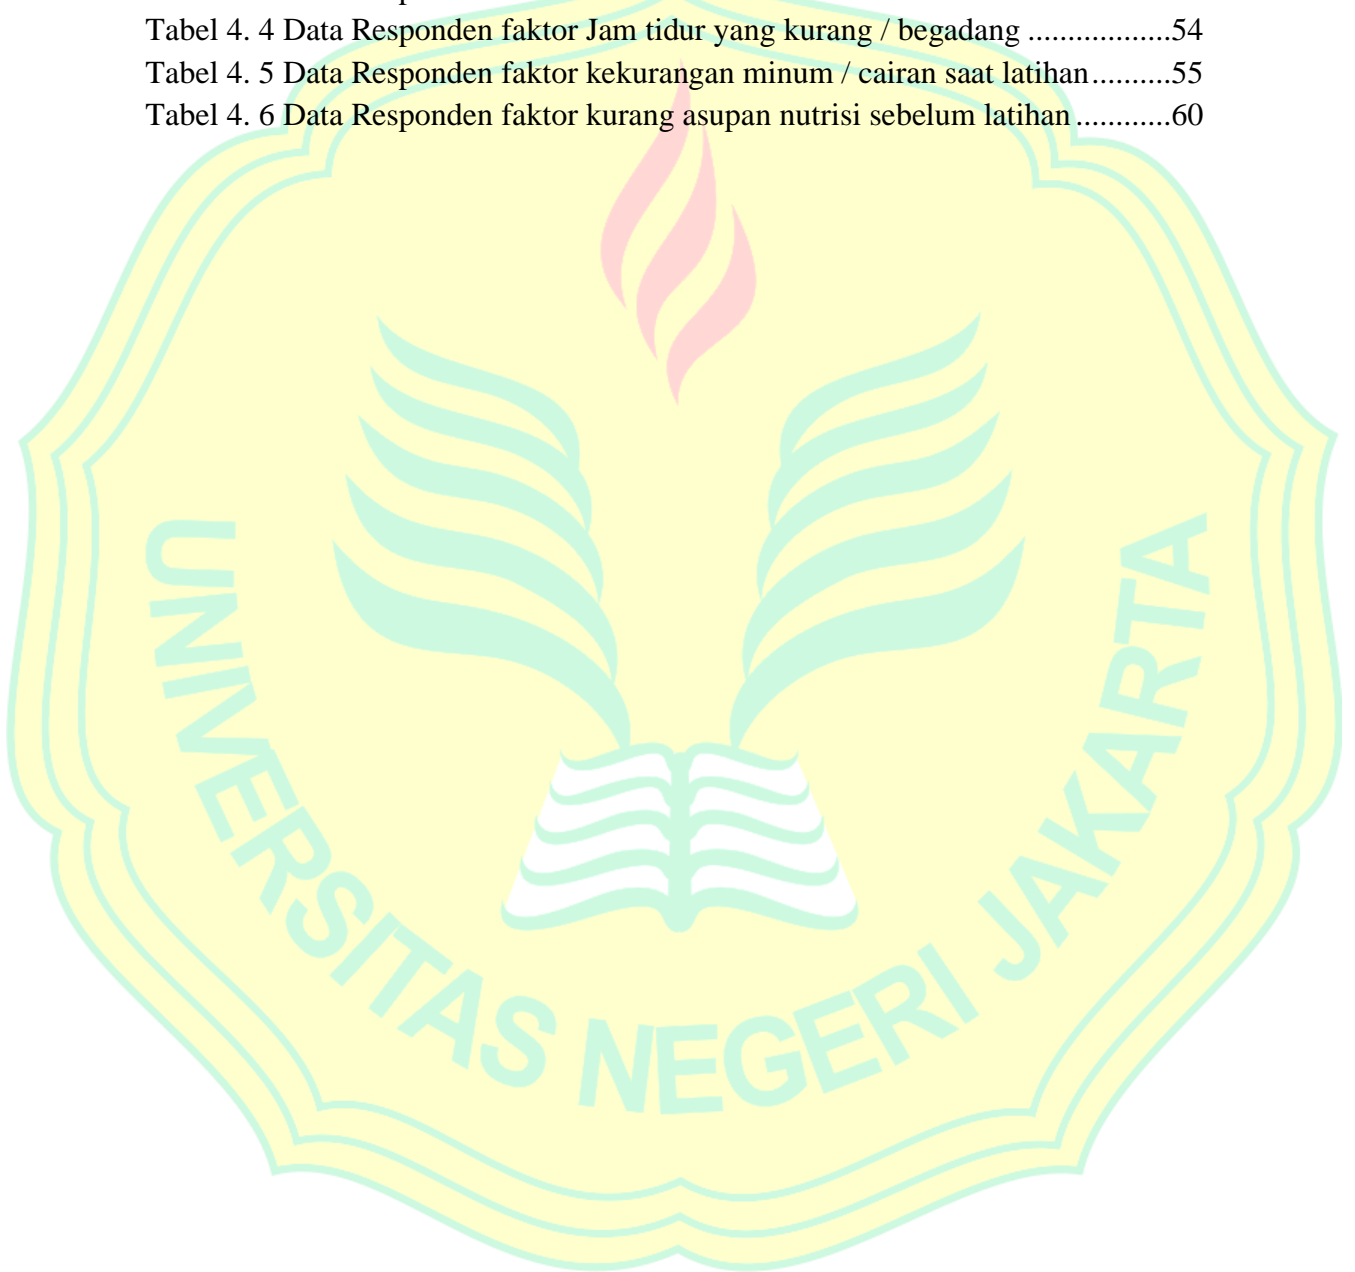 Tabel 4. 4 Data Responden faktor Jam tidur yang kurang / begadang ..................54
Tabel 4. 5 Data Responden faktor kekurangan minum / cairan saat latihan..........55
Tabel 4. 6 Data Responden faktor kurang asupan nutrisi sebelum latihan ............60
UNIVERSITAS NEGERI JAKARTA